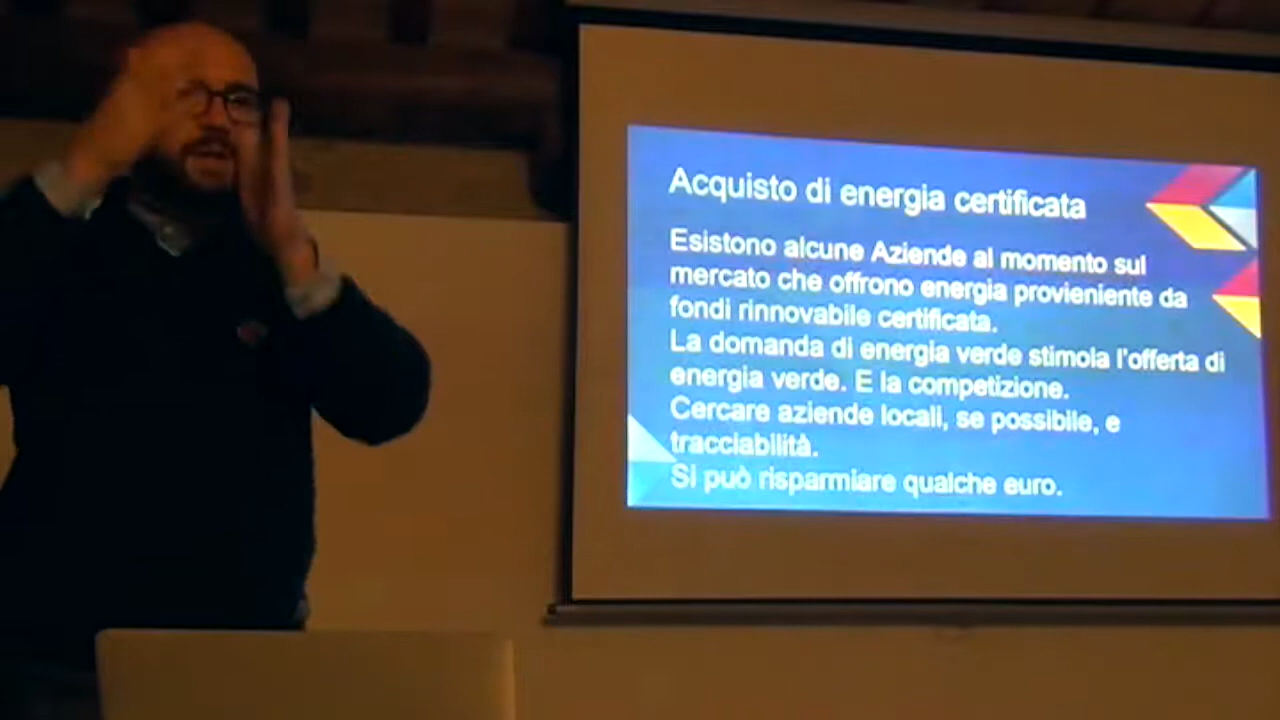 Acquisto di energia certificata
Esistono alcune Aziende al momento sul
mercato che offrono energia provieniente da
fondi rinnovabile certificata.
La domanda di energia verde stimola l'offerta di
energia verde. E la competizione.
Cercare aziende locali, se possibile, e
tracciabilità.
Si può risparmiare qualche euro.